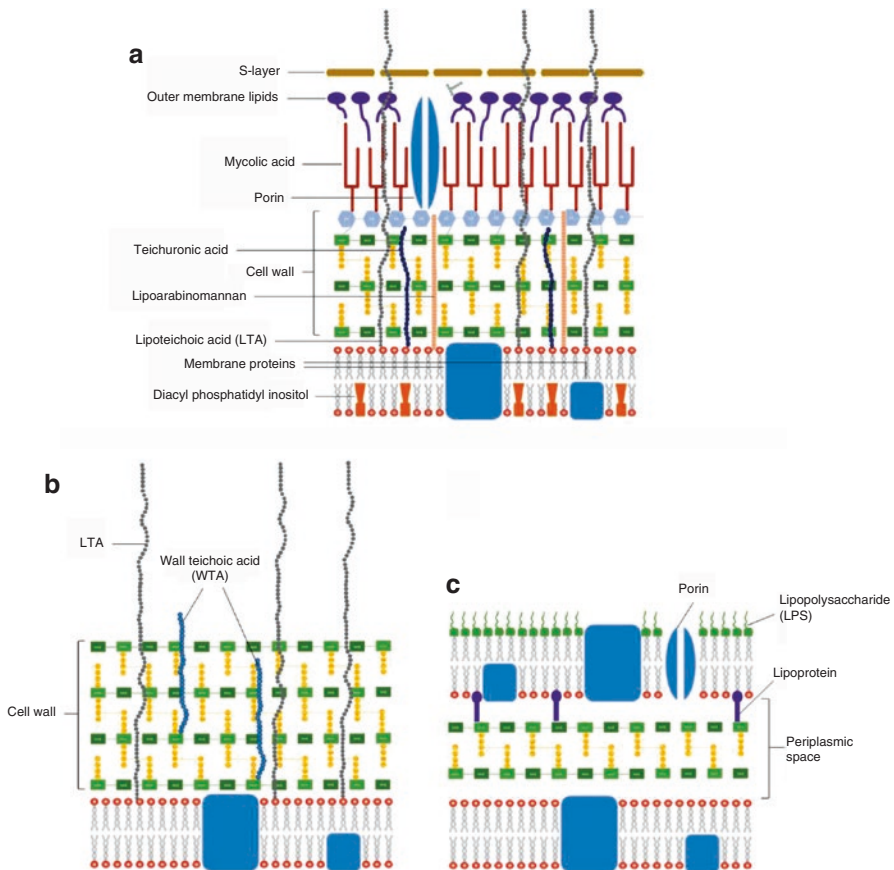 a
S-layer
Outer membrane lipids
Mycolic acid
Porin
Teichuronic acid
Cell wall
Lipoarabinomannan
Lipoteichoic acid (LTA)
Membrane proteins
Diacyl phosphatidyl inositol
b
LTA
Wall teichoic acid
(WTA)
Cell wall
c
Porin
Lipopolysaccharide
(LPS)
Lipoprotein
Periplasmic
space